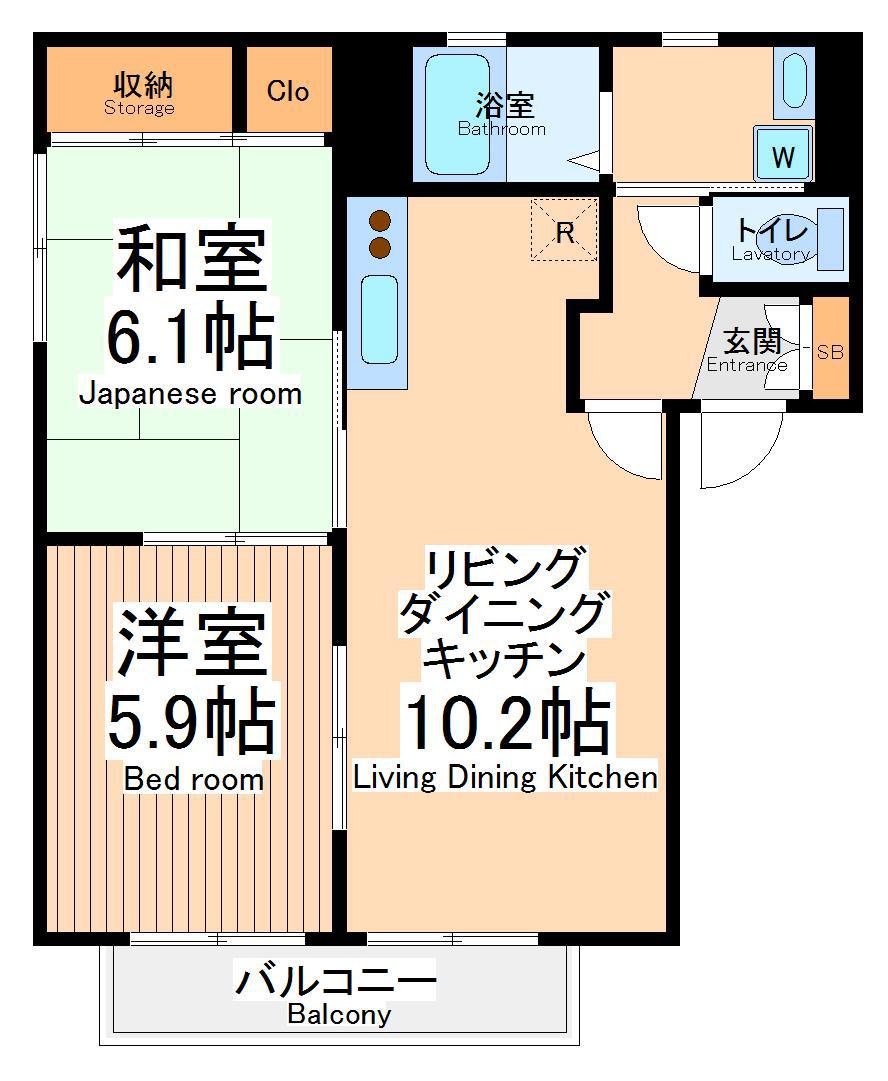 収納
Storage
Clo
浴室
Bathroom
W
R
トイレ
Lavatory
和室
6.1帖
Japanese room
玄関
Entrance
SB
洋室
5.9帖
Bed room
リビング
ダイニング
キッチン
10.2帖
Living Dining Kitchen
バルコニー
Balcony